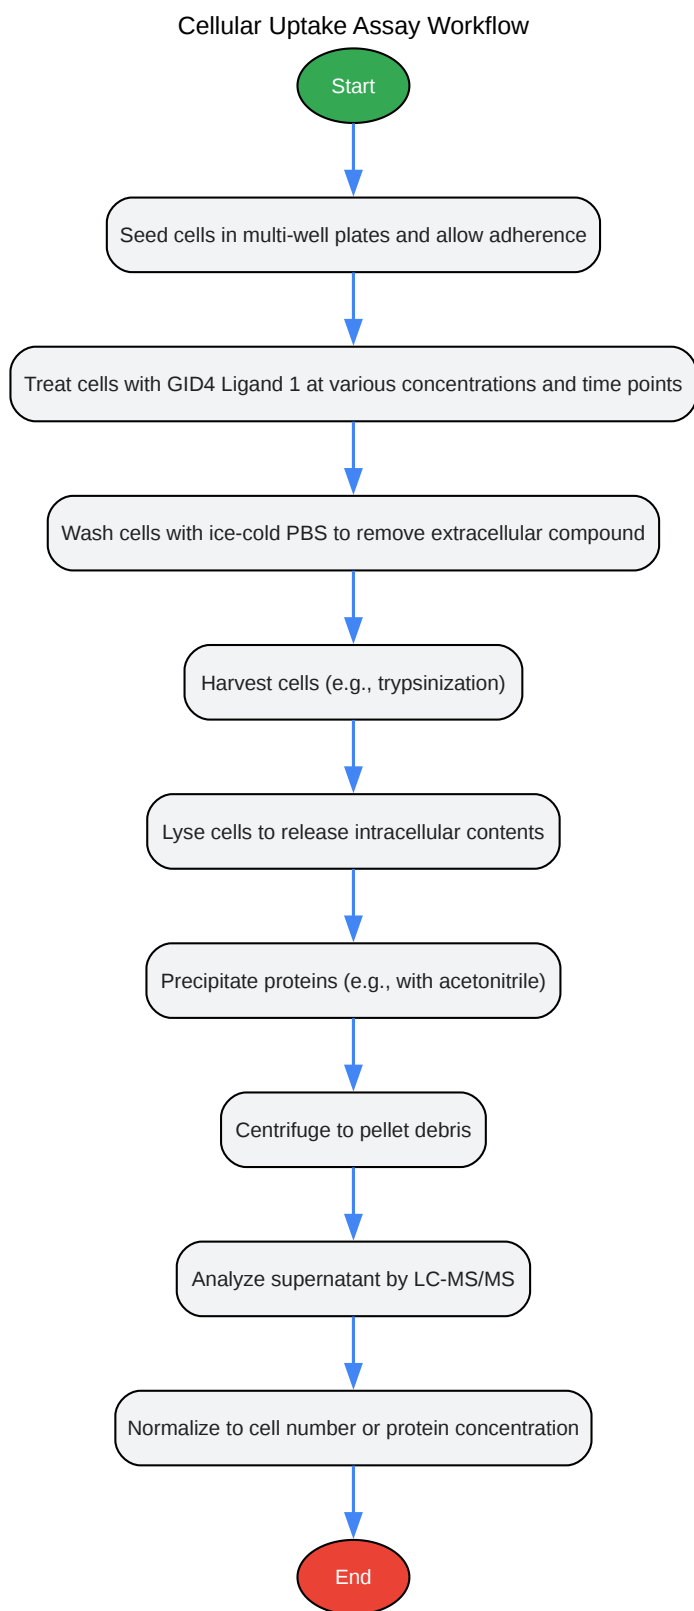 Cellular Uptake Assay Workflow
Start
Seed cells in multi-well plates and allow adherence
Treat cells with GID4 Ligand 1 at various concentrations and time points
Wash cells with ice-cold PBS to remove extracellular compound
Harvest cells (e.g., trypsinization)
Lyse cells to release intracellular contents
Precipitate proteins (e.g., with acetonitrile)
Centrifuge to pellet debris
Analyze supernatant by LC-MS/MS
Normalize to cell number or protein concentration
End